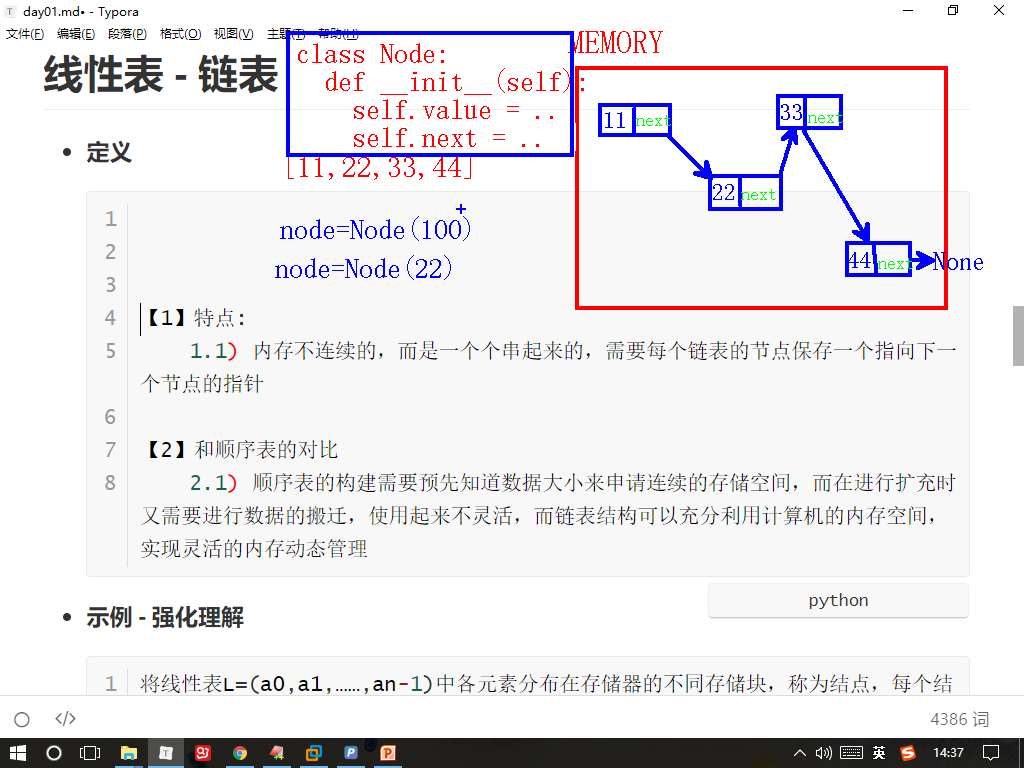 day01.md• - Typora
文件(F) 编辑(E) 段落(P) 格式(O) 视图(V) 主题(T) 帮助(H)
线性表 - 链表
class Node:
def __init__(self):
self.value = ..
self.next = ..
[11,22,33,44]
MEMORY
11 next
33 next
22 next
44 next
None
定义
node=Node(100)
node=Node(22)
1
2
3
4 【1】特点:
5 1.1) 内存不连续的，而是一个个串起来的，需要每个链表的节点保存一个指向下一
个节点的指针
6
7 【2】和顺序表的对比
8 2.1) 顺序表的构建需要预先知道数据大小来申请连续的存储空间，而在进行扩充时
又需要进行数据的搬迁，使用起来不灵活，而链表结构可以充分利用计算机的内存空间，
实现灵活的内存动态管理
python
示例 - 强化理解
1 将线性表L=(a0,a1,……,an-1)中各元素分布在存储器的不同存储块，称为结点，每个结
</> 4386 词
英 14:37